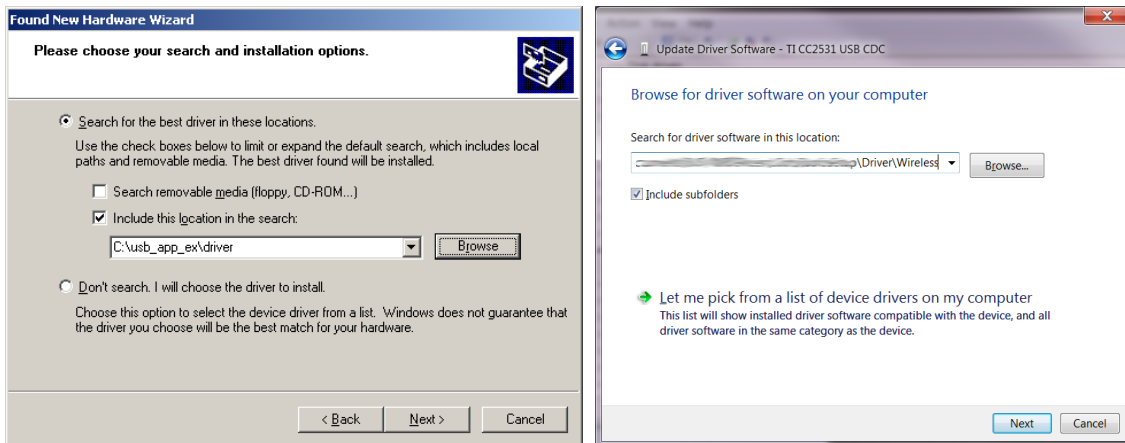 Found New Hardware Wizard
Please choose your search and installation options.
Search for the best driver in these locations.
Use the check boxes below to limit or expand the default search, which includes local
paths and removable media. The best driver found will be installed.
Search removable media (floppy, CD-ROM...)
Include this location in the search:
C:\usb_app_ex\driver
Browse
Don't search. I will choose the driver to install.
Choose this option to select the device driver from a list. Windows does not guarantee that
the driver you choose will be the best match for your hardware.
< Back
Next >
Cancel
Action View Help
Update Driver Software - TI CC2531 USB CDC
Browse for driver software on your computer
Search for driver software in this location:
\Driver\Wireless
Browse...
Include subfolders
Let me pick from a list of device drivers on my computer
This list will show installed driver software compatible with the device, and all
driver software in the same category as the device.
Next
Cancel